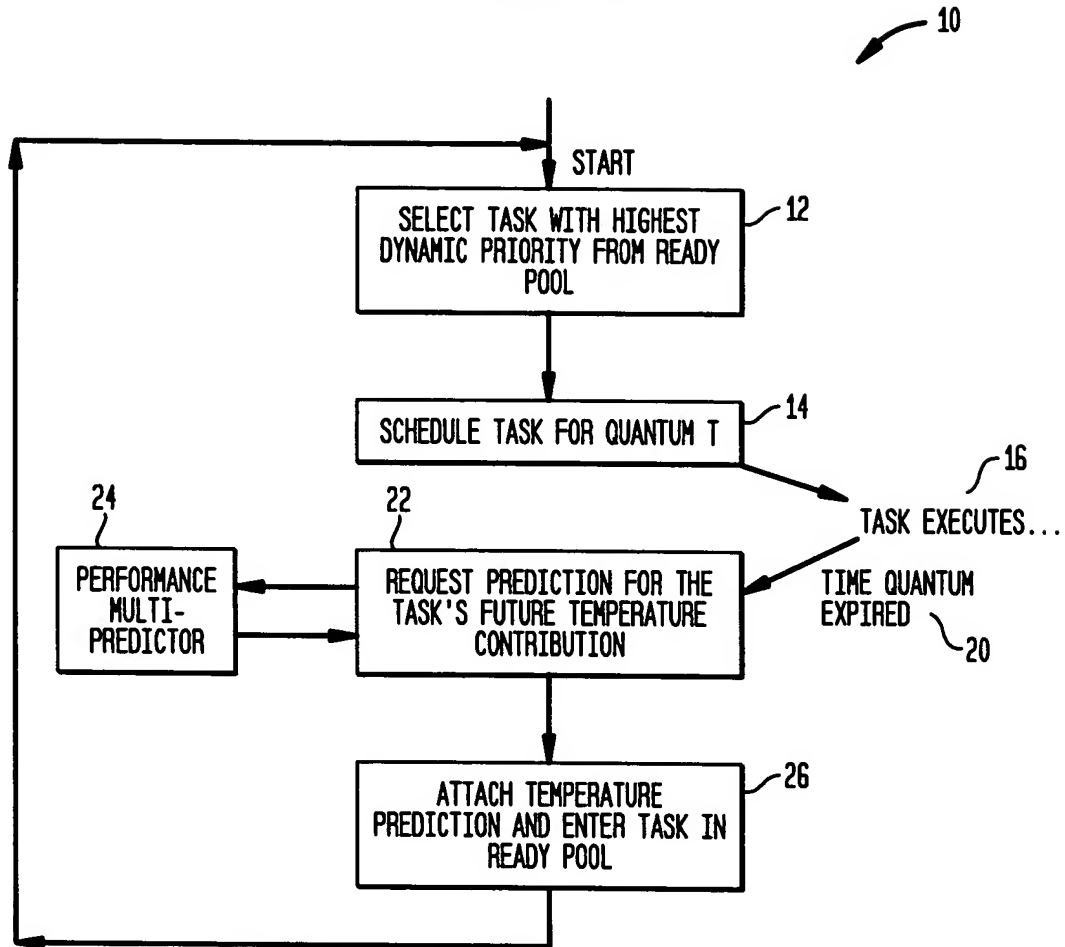 10
START
SELECT TASK WITH HIGHEST
DYNAMIC PRIORITY FROM READY
POOL
12
SCHEDULE TASK FOR QUANTUM T
14
16
TASK EXECUTES...
24
PERFORMANCE
MULTI-
PREDICTOR
22
REQUEST PREDICTION FOR THE
TASK'S FUTURE TEMPERATURE
CONTRIBUTION
TIME QUANTUM
EXPIRED
20
ATTACH TEMPERATURE
PREDICTION AND ENTER TASK IN
READY POOL
26